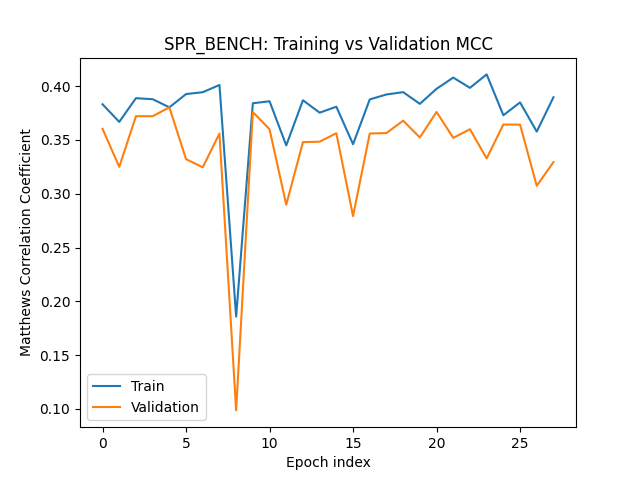 SPR_BENCH: Training vs Validation MCC
Matthews Correlation Coefficient
0.40
0.35
0.30
0.25
0.20
0.15
0.10
Train
Validation
0
5
10
15
20
25
Epoch index